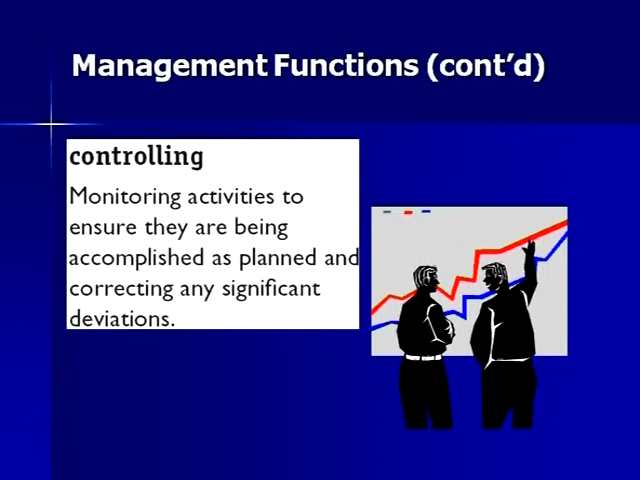 Management Functions (cont’d)
controlling
Monitoring activities to
ensure they are being
accomplished as planned and
correcting any significant
deviations.